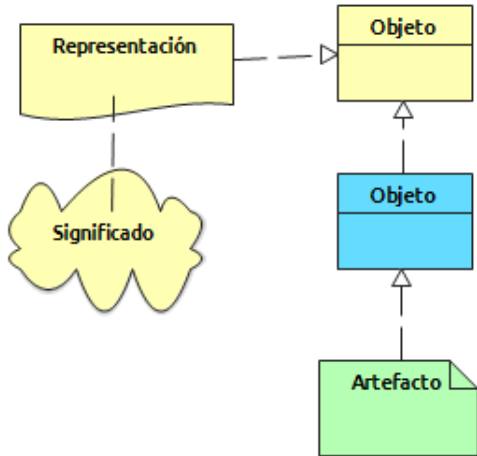 Representación
Objeto
Objeto
Significado
Artefacto